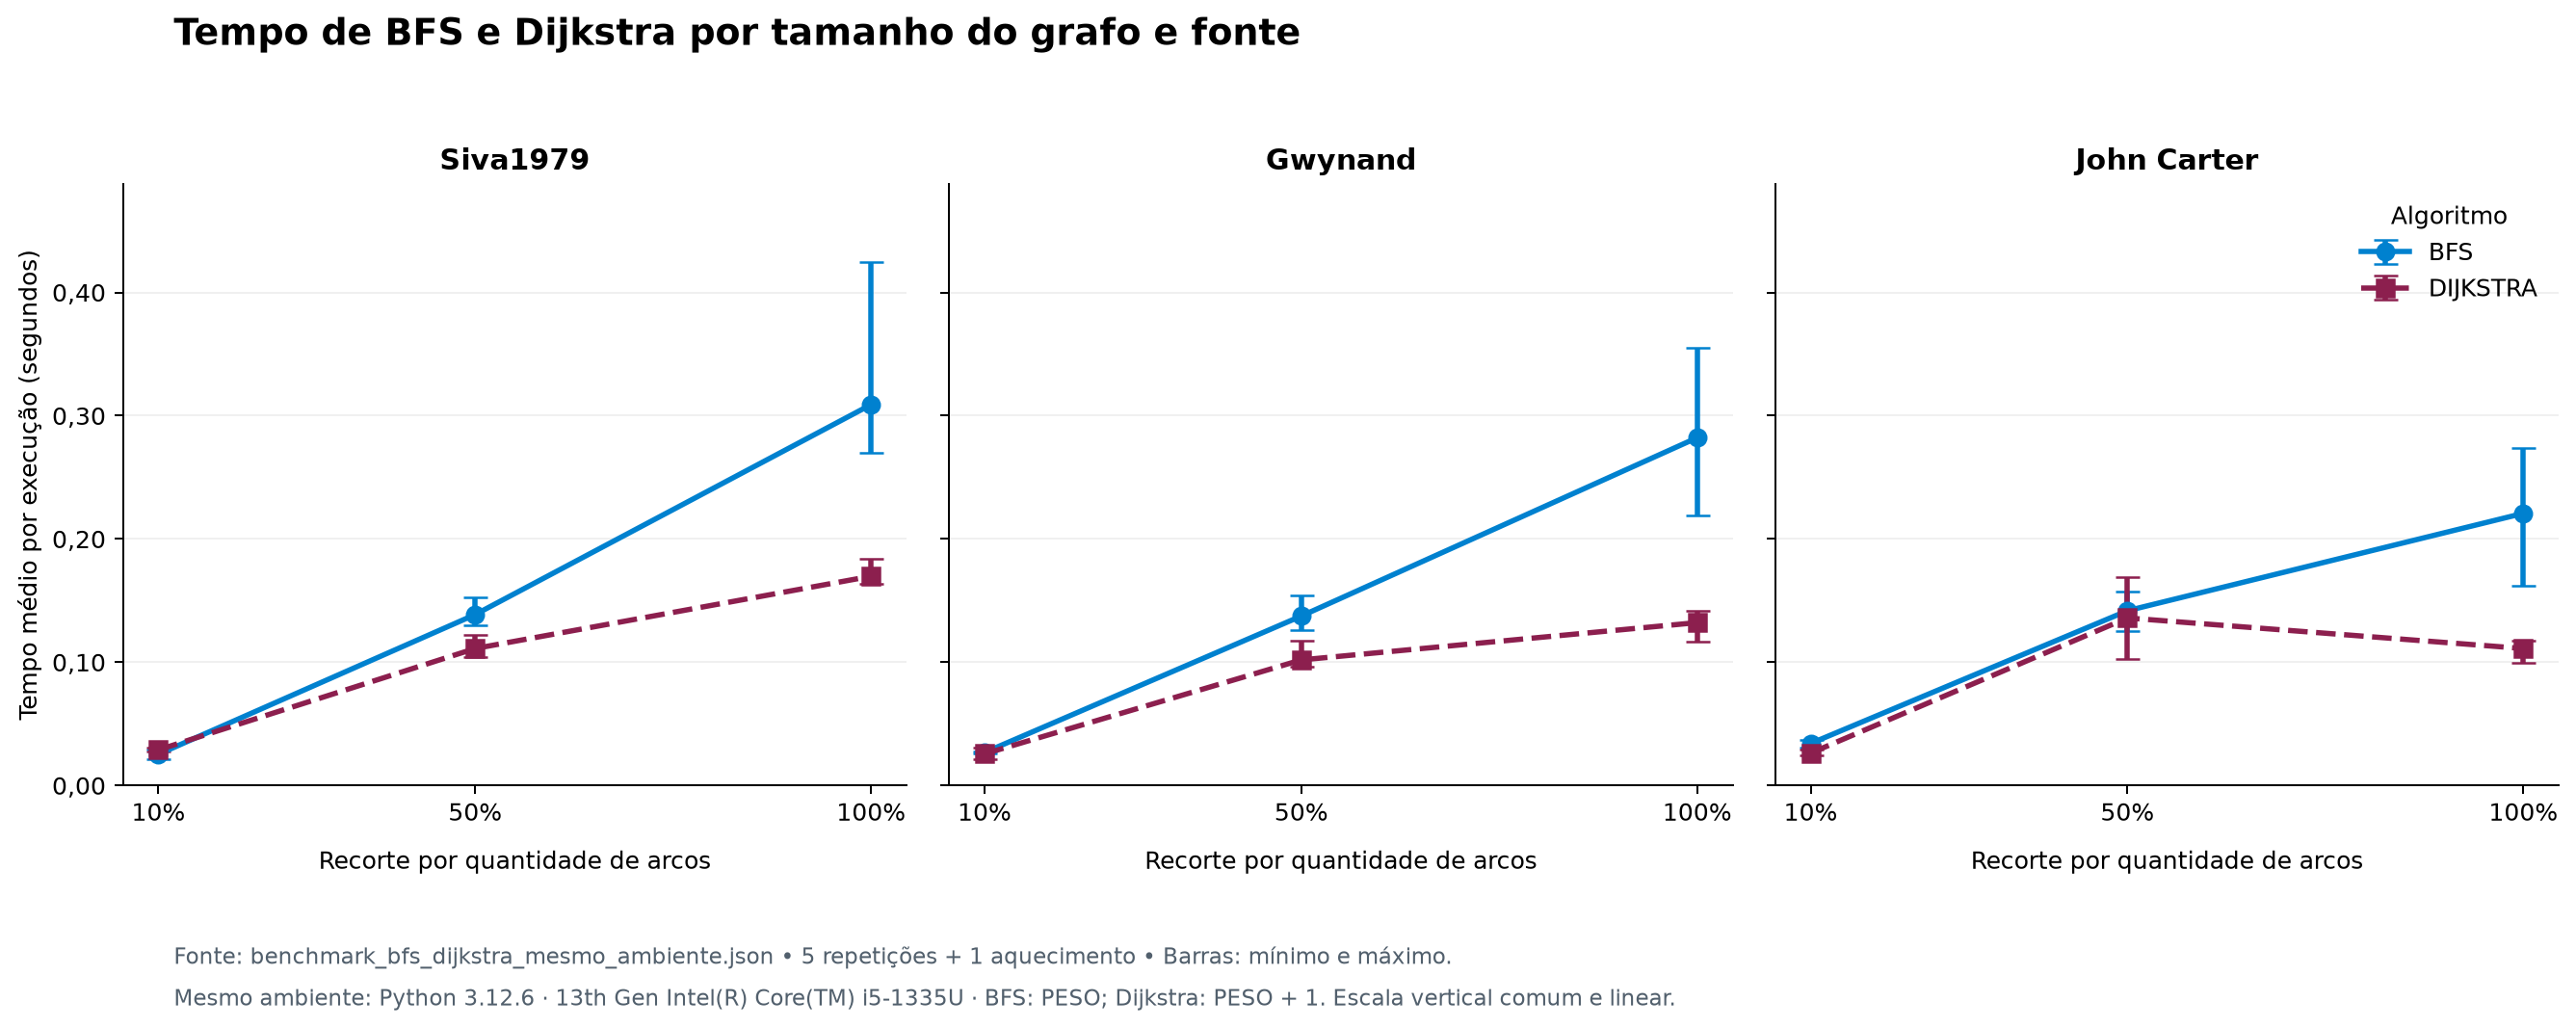 Tempo de BFS e Dijkstra por tamanho do grafo e fonte
Siva1979
Gwynand
John Carter
Tempo médio por execução (segundos)
0,40
0,30
0,20
0,10
0,00
Algoritmo
BFS
DIJKSTRA
10% 50% 100%
10% 50% 100%
10% 50% 100%
Recorte por quantidade de arcos
Recorte por quantidade de arcos
Recorte por quantidade de arcos
Fonte: benchmark_bfs_dijkstra_mesmo_ambiente.json • 5 repetições + 1 aquecimento • Barras: mínimo e máximo.
Mesmo ambiente: Python 3.12.6 · 13th Gen Intel(R) Core(TM) i5-1335U · BFS: PESO; Dijkstra: PESO + 1. Escala vertical comum e linear.